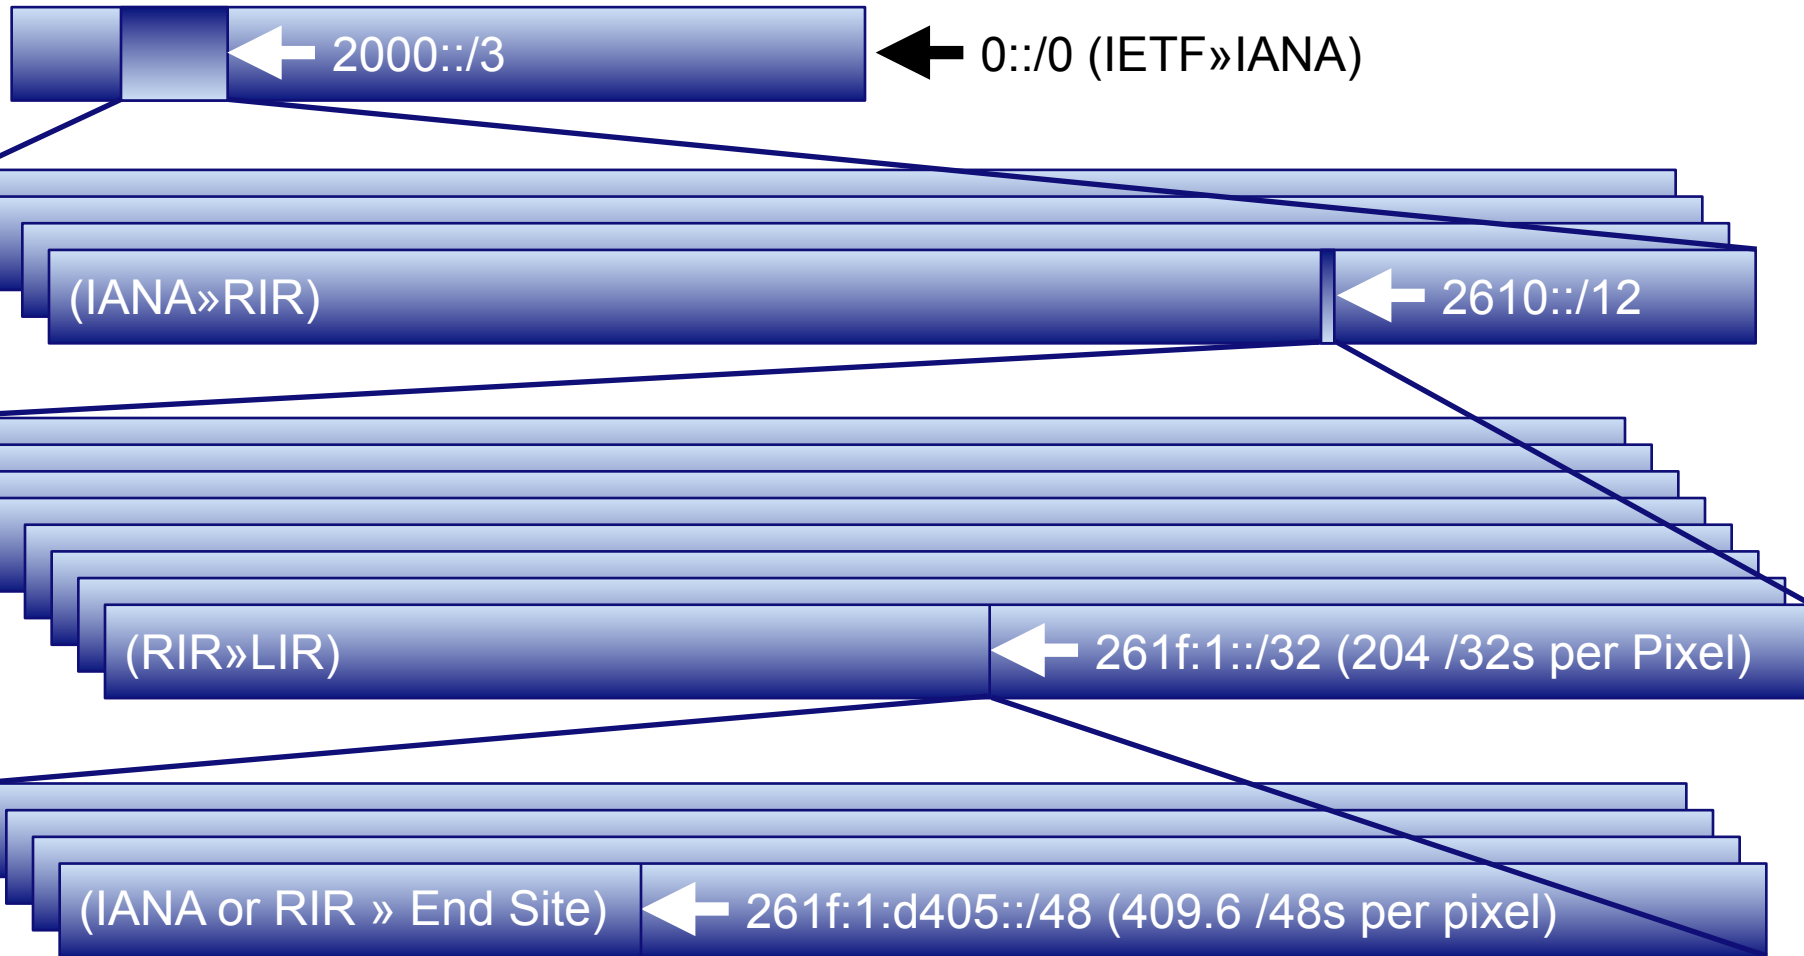 2000::/3
0::/0 (IETF»IANA)
(IANA»RIR)
2610::/12
(RIR»LIR)
261f:1::/32 (204 /32s per Pixel)
(IANA or RIR » End Site)
261f:1:d405::/48 (409.6 /48s per pixel)